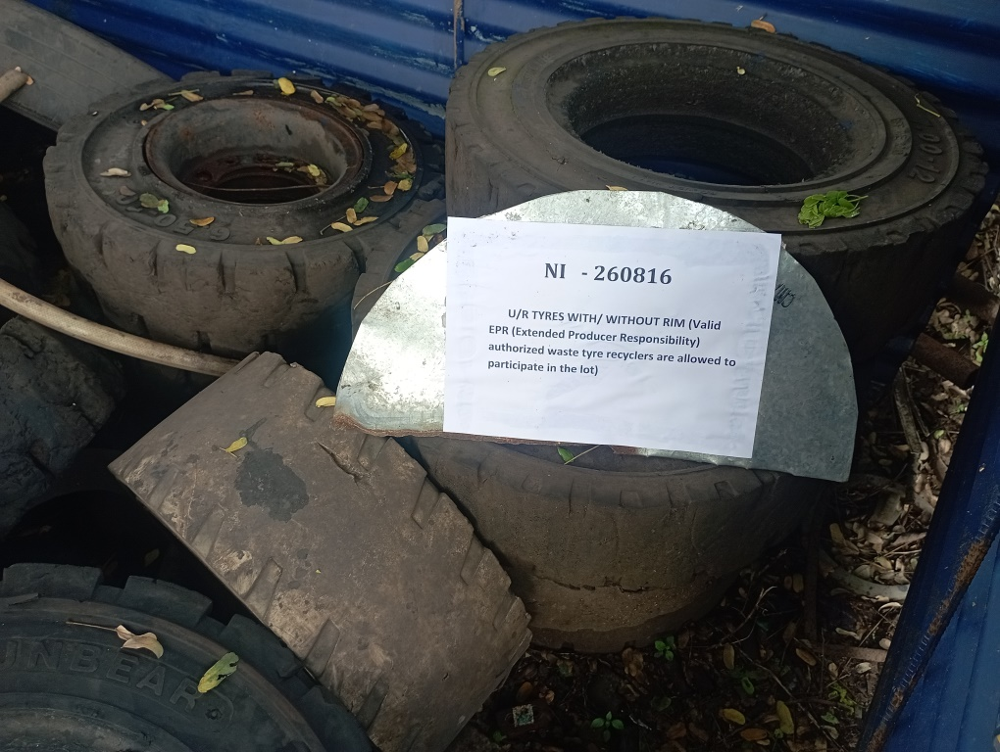 NI - 260816
U/R TYRES WITH/ WITHOUT RIM (Valid
EPR (Extended Producer Responsibility)
authorized waste tyre recyclers are allowed to
participate in the lot)